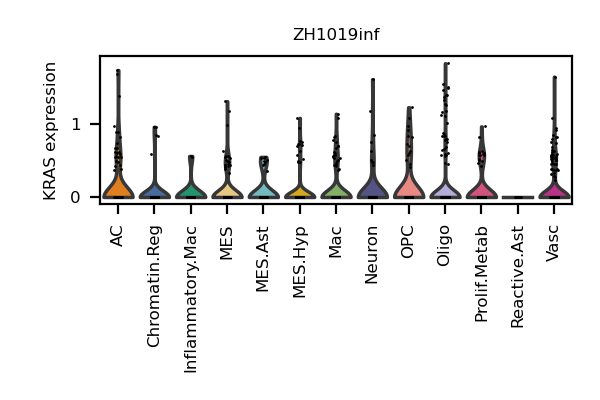 ZH1019inf
KRAS expression
1
0
AC
Chromatin.Reg
Inflammatory.Mac
MES
MES.Ast
MES.Hyp
Mac
Neuron
OPC
Oligo
Prolif.Metab
Reactive.Ast
Vasc